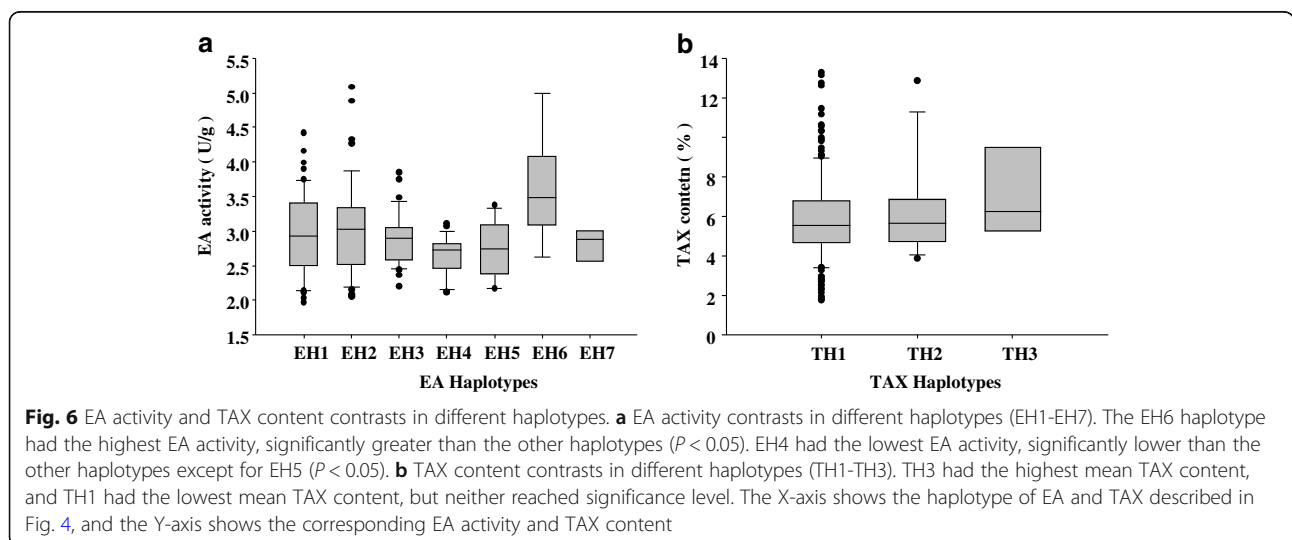 a
5.5
5.0
4.5
4.0
3.5
3.0
2.5
2.0
1.5
EA activity ( U/g )
EH1 EH2 EH3 EH4 EH5 EH6 EH7
EA Haplotypes
b
14
12
8
6
4
2
0
TAX contetn ( % )
TH1 TH2 TH3
TAX Haplotypes
Fig. 6 EA activity and TAX content contrasts in different haplotypes. a EA activity contrasts in different haplotypes (EH1-EH7). The EH6 haplotype
had the highest EA activity, significantly greater than the other haplotypes (P < 0.05). EH4 had the lowest EA activity, significantly lower than the
other haplotypes except for EH5 (P < 0.05). b TAX content contrasts in different haplotypes (TH1-TH3). TH3 had the highest mean TAX content,
and TH1 had the lowest mean TAX content, but neither reached significance level. The X-axis shows the haplotype of EA and TAX described in
Fig. 4, and the Y-axis shows the corresponding EA activity and TAX content